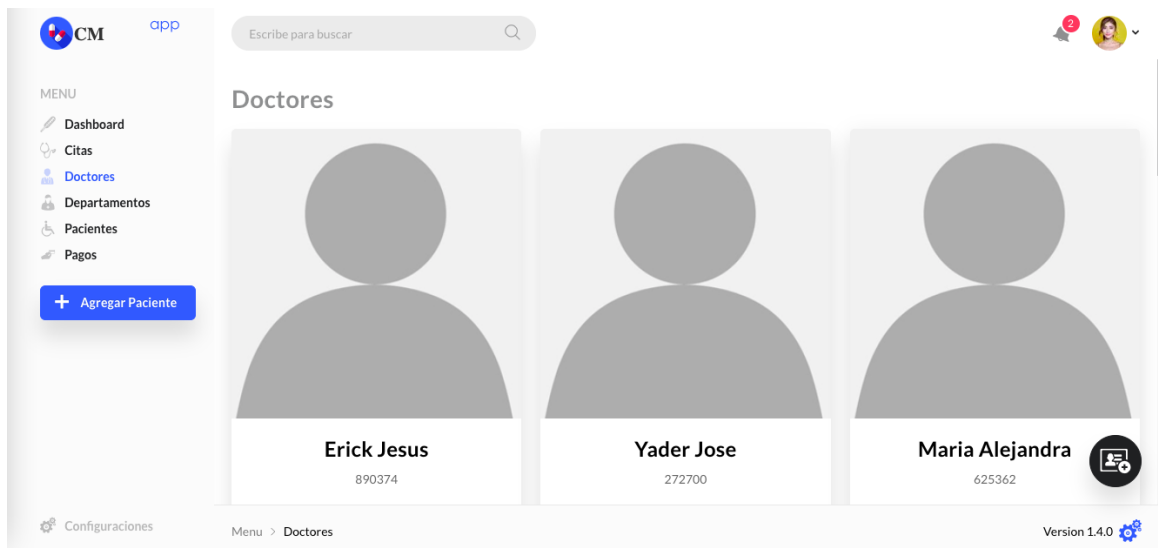 CM
app
Escribe para buscar
2
MENU
Dashboard
Citas
Doctores
Departamentos
Pacientes
Pagos
Agregar Paciente
Configuraciones
Doctores
Erick Jesus
890374
Yader Jose
272700
Maria Alejandra
625362
Menu > Doctores
Version 1.4.0